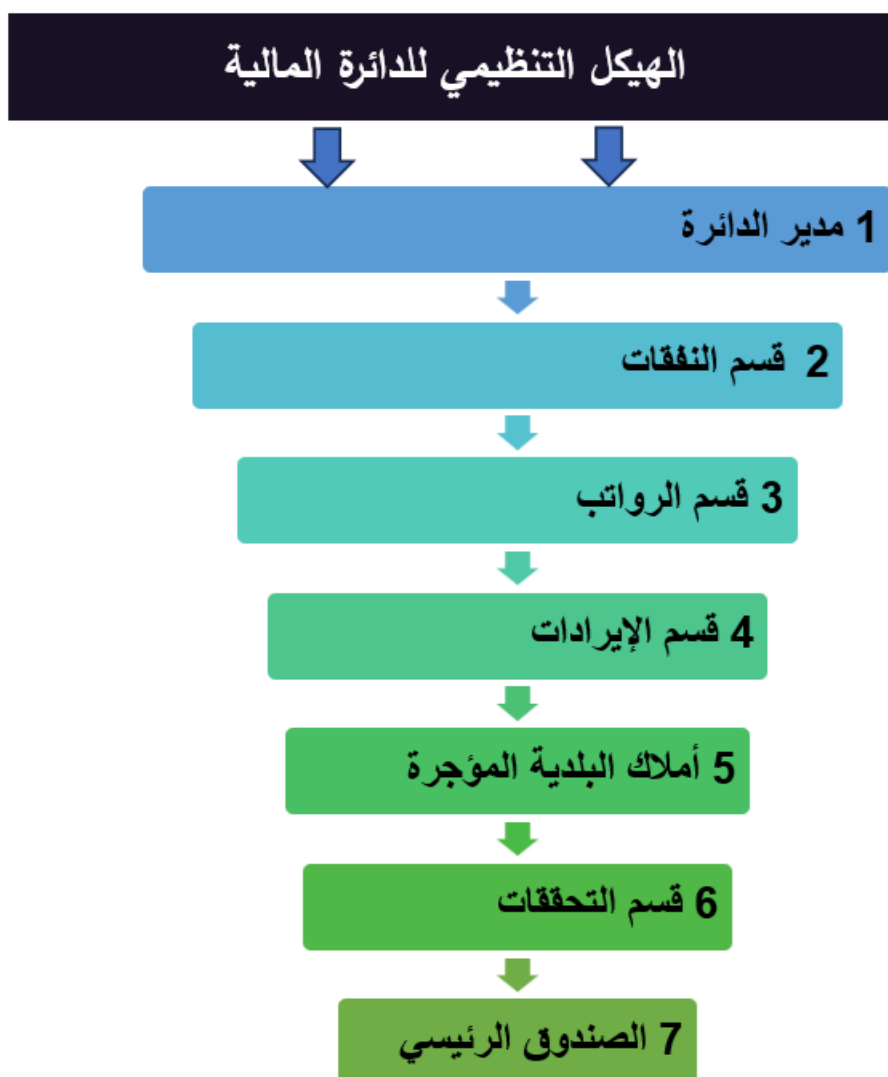 الهيكل التنظيمي للدائرة المالية
1 مدير الدائرة
2 قسم النفقات
3 قسم الرواتب
4 قسم الإيرادات
5 أملاك البلدية المؤجرة
6 قسم التحققات
7 الصندوق الرئيسي